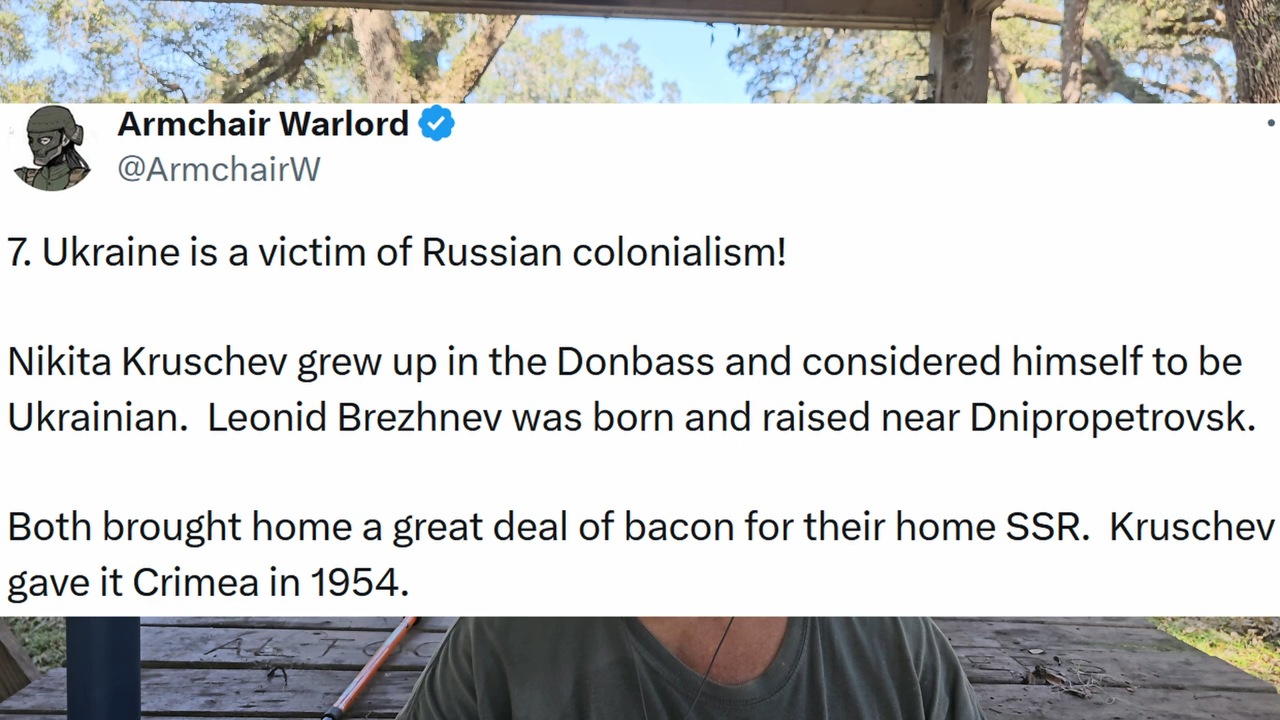 Armchair Warlord
@ArmchairW
7. Ukraine is a victim of Russian colonialism!
Nikita Kruschev grew up in the Donbass and considered himself to be
Ukrainian. Leonid Brezhnev was born and raised near Dnipropetrovsk.
Both brought home a great deal of bacon for their home SSR. Kruschev
gave it Crimea in 1954.